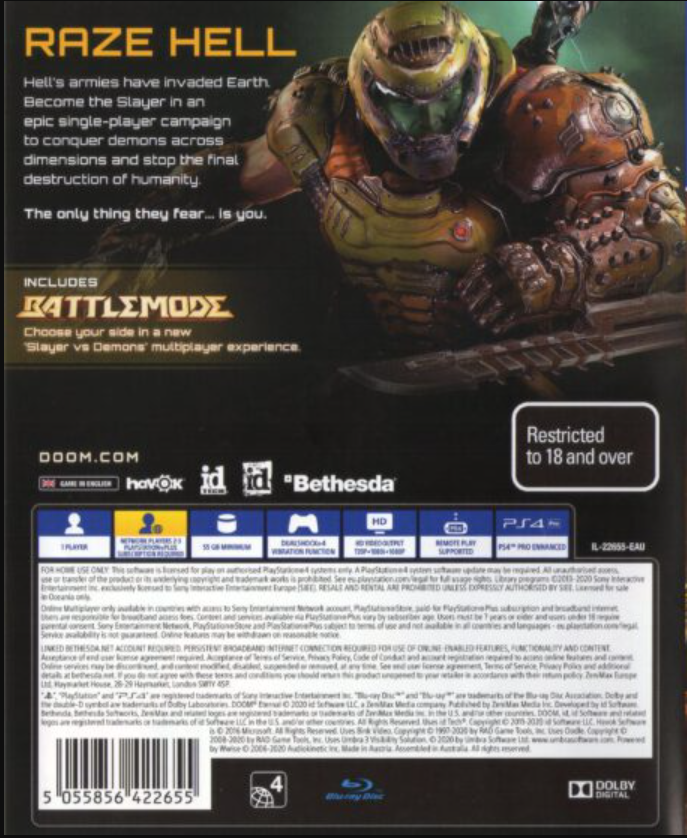 RAZE HELL
Hell's armies have invaded Earth.
Become the Slayer in an
epic single-player campaign
to conquer demons across
dimensions and stop the final
destruction of humanity.
The only thing they fear... is you.
INCLUDES
BATTLEMODE
Choose your side in a new
'Slayer vs Demons' multiplayer experience.
Restricted
to 18 and over
DOOM.COM
GAME IN ENGLISH
havok
id
TECH
id
Bethesda
1 PLAYER
NETWORK PLAYERS 2-3
PLAYSTATION®PLUS
SUBSCRIPTION REQUIRED
55 GB MINIMUM
DUALSHOCK®4
VIBRATION FUNCTION
HD
HD VIDEO OUTPUT
720p•1080i•1080p
REMOTE PLAY
SUPPORTED
PS4 Pro
PS4™ PRO ENHANCED
IL-22655-EAU
FOR HOME USE ONLY: This software is licensed for play on authorised PlayStation®4 systems only. A PlayStation®4 system software update may be required. All unauthorised access,
use or transfer of the product or its underlying copyright and trademark works is prohibited. See eu.playstation.com/legal for full usage rights. Library programs ©2013-2020 Sony Interactive
Entertainment Inc. exclusively licensed to Sony Interactive Entertainment Europe (SIEE). RESALE AND RENTAL ARE PROHIBITED UNLESS EXPRESSLY AUTHORISED BY SIEE. Licensed for sale
in Oceania only.
Online Multiplayer only available in countries with access to Sony Entertainment Network account, PlayStation®Store, paid-for PlayStation®Plus subscription and broadband internet.
Users are responsible for broadband access fees. Content and services available via PlayStation®Plus vary by subscriber age. Users must be 7 years or older and users under 18 require
parental consent. Sony Entertainment Network, PlayStation®Store and PlayStation®Plus subject to terms of use and not available in all countries and languages - eu.playstation.com/legal.
Service availability is not guaranteed. Online features may be withdrawn on reasonable notice.
LINKED BETHESDA.NET ACCOUNT REQUIRED. PERSISTENT BROADBAND INTERNET CONNECTION REQUIRED FOR USE OF ONLINE-ENABLED FEATURES, FUNCTIONALITY AND CONTENT.
Acceptance of end user license agreement required. Acceptance of Terms of Service, Privacy Policy, Code of Conduct and account registration required to access online features and content.
Online services may be discontinued, and content modified, disabled, suspended or removed, at any time. See end user license agreement, Terms of Service, Privacy Policy and additional
details at bethesda.net. If you do not agree with these terms and conditions you should return this product unopened to your retailer in accordance with their return policy. ZeniMax Europe
Ltd, Haymarket House, 28-29 Haymarket, London SW1Y 4SP.
"PlayStation" and "PS4" are registered trademarks of Sony Interactive Entertainment Inc. "Blu-ray Disc™" and "Blu-ray™" are trademarks of the Blu-ray Disc Association. Dolby and
the double-D symbol are trademarks of Dolby Laboratories. DOOM® Eternal © 2020 id Software LLC, a ZeniMax Media company. Published by ZeniMax Media Inc. Developed by id Software.
Bethesda, Bethesda Softworks, ZeniMax and related logos are registered trademarks or trademarks of ZeniMax Media Inc. in the U.S. and/or other countries. DOOM, id, id Software and related
logos are registered trademarks or trademarks of id Software LLC in the U.S. and/or other countries. All Rights Reserved. Uses id Tech®. Copyright © 2015-2020 id Software LLC. Havok Software
is © 2016 Microsoft. All Rights Reserved. Uses Bink Video. Copyright © 1997-2020 by RAD Game Tools, Inc. Uses Oodle. Copyright ©
2008-2020 by RAD Game Tools, Inc. Uses Umbra 3 Visibility Solution. © 2020 by Umbra Software Ltd. www.umbrasoftware.com. Powered
by Wwise © 2006-2020 Audiokinetic Inc. Made in Austria. Assembled in Australia. All rights reserved.
5 055856 422655
4
Blu-ray Disc
DOLBY
DIGITAL